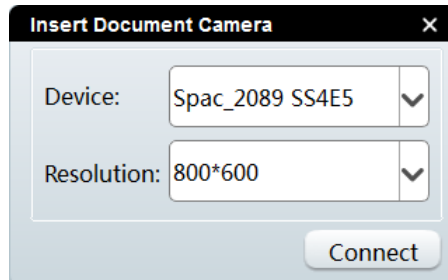 Insert Document Camera
Device: Spac_2089 SS4E5
Resolution: 800*600
Connect